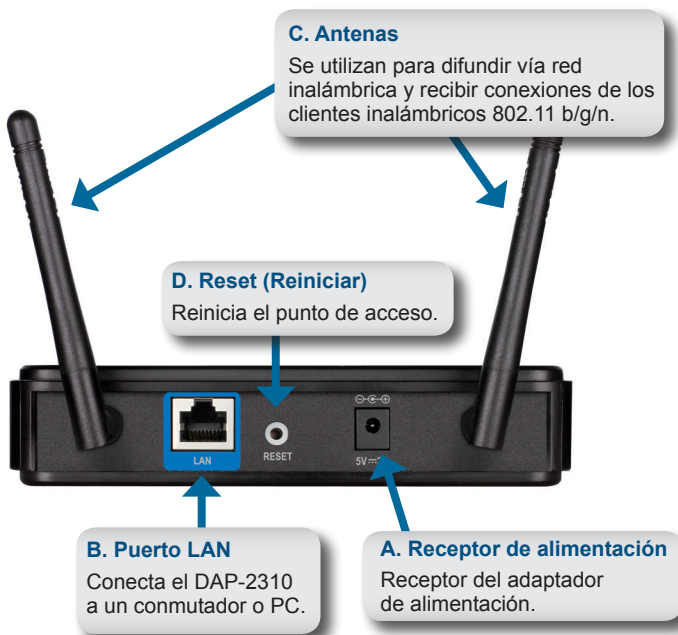 C. Antenas
Se utilizan para difundir vía red
inalámbrica y recibir conexiones de los
clientes inalámbricos 802.11 b/g/n.
D. Reset (Reiniciar)
Reinicia el punto de acceso.
LAN
RESET
5V
B. Puerto LAN
Conecta el DAP-2310
a un conmutador o PC.
A. Receptor de alimentación
Receptor del adaptador
de alimentación.